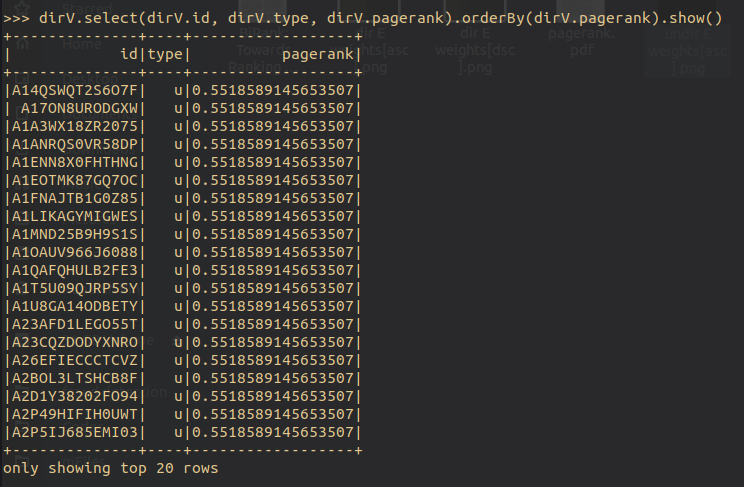 >>> dirV.select(dirV.id, dirV.type, dirV.pagerank).orderBy(dirV.pagerank).show()
+--------------+----+------------------+
|            id|type|          pagerank|
+--------------+----+------------------+
|A14QSWQT2S6O7F|   u|0.5518589145653507|
| A17ON8URODGXW|   u|0.5518589145653507|
|A1A3WX18ZR2075|   u|0.5518589145653507|
|A1ANRQS0VR58DP|   u|0.5518589145653507|
|A1ENN8X0FHTHNG|   u|0.5518589145653507|
|A1EOTMK87GQ7OC|   u|0.5518589145653507|
|A1FNAJTB1G0Z85|   u|0.5518589145653507|
|A1LIKAGYMIGWES|   u|0.5518589145653507|
|A1MND25B9H9S1S|   u|0.5518589145653507|
|A1OAUV966J6088|   u|0.5518589145653507|
|A1QAFQHULB2FE3|   u|0.5518589145653507|
|A1T5U09QJRP5SY|   u|0.5518589145653507|
|A1U8GA14ODBETY|   u|0.5518589145653507|
|A23AFD1LEGO55T|   u|0.5518589145653507|
|A23CQZDODYXNRO|   u|0.5518589145653507|
|A26EFIECCCTCVZ|   u|0.5518589145653507|
|A2BOL3LTSHCB8F|   u|0.5518589145653507|
|A2D1Y38202FO94|   u|0.5518589145653507|
|A2P49HIFIH0UWT|   u|0.5518589145653507|
|A2P5IJ685EMI03|   u|0.5518589145653507|
+--------------+----+------------------+
only showing top 20 rows